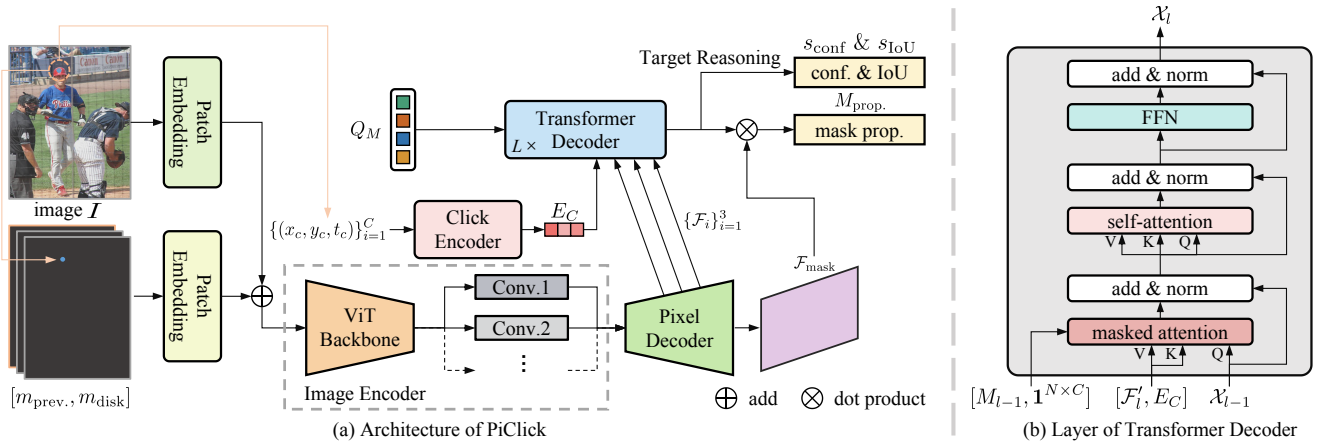 Patch Embedding
image I
Patch Embedding
[m_prev., m_disk]
Q_M
{(x_c, y_c, t_c)}_{i=1}^C
Click Encoder
E_C
Transformer Decoder
L ×
Target Reasoning
s_conf & s_IoU
conf. & IoU
M_prop.
mask prop.
{F_i}_{i=1}^3
F_mask
ViT Backbone
Conv.1
Conv.2
Image Encoder
Pixel Decoder
add
dot product
(a) Architecture of PiClick
X_l
add & norm
FFN
add & norm
self-attention
V K Q
add & norm
masked attention
V K Q
[M_{l-1}, 1^{N×C}]
[F'_l, E_C]
X_{l-1}
(b) Layer of Transformer Decoder